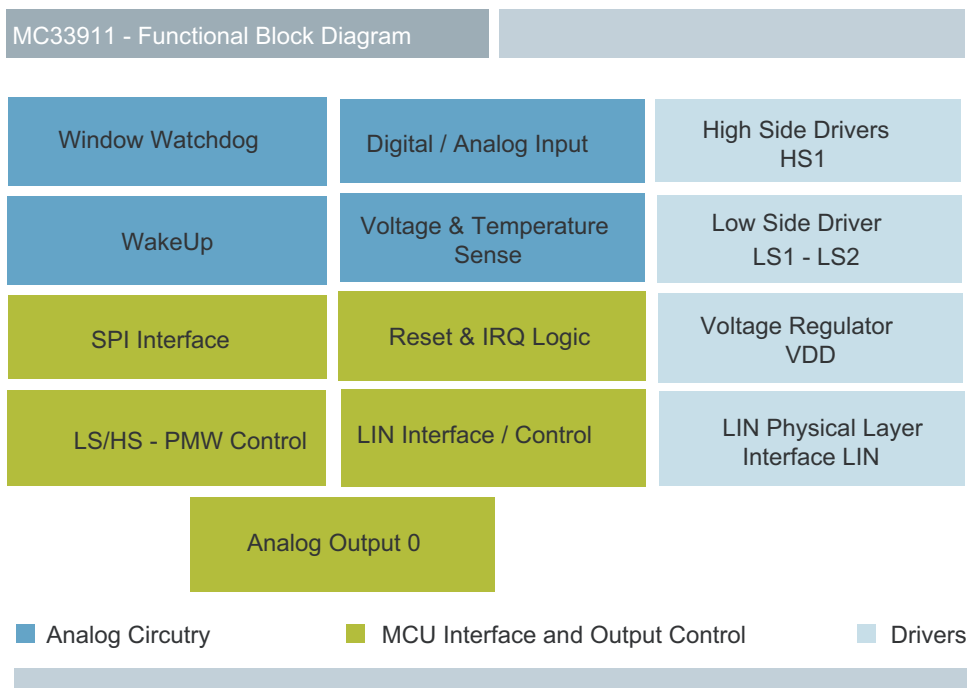 MC33911 - Functional Block Diagram
Window Watchdog
Digital / Analog Input
High Side Drivers
HS1
WakeUp
Voltage & Temperature
Sense
Low Side Driver
LS1 - LS2
SPI Interface
Reset & IRQ Logic
Voltage Regulator
VDD
LS/HS - PMW Control
LIN Interface / Control
LIN Physical Layer
Interface LIN
Analog Output 0
Analog Circutry
MCU Interface and Output Control
Drivers